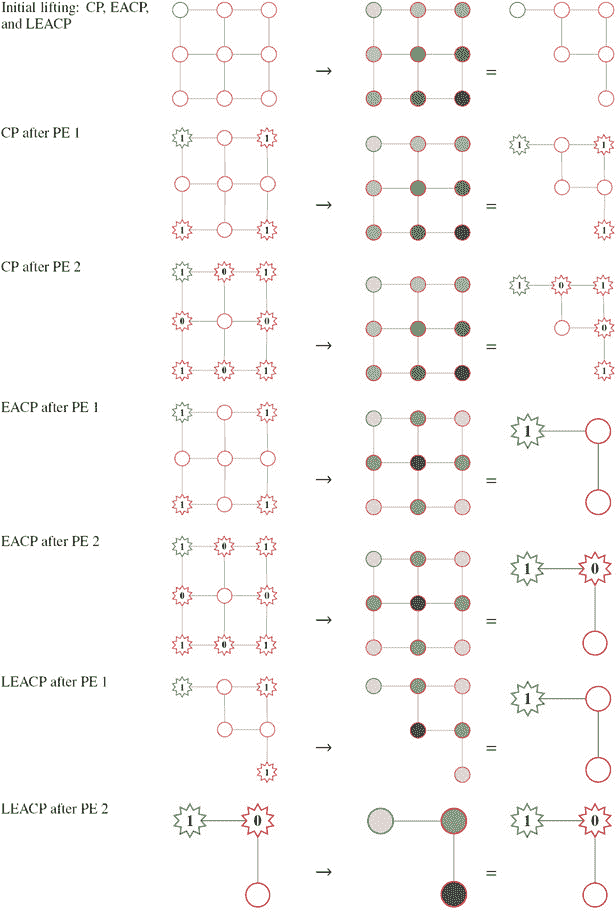 Initial lifting: CP, EACP,
and LEACP
→ =
CP after PE 1
1 1 1
→ =
1 1
1 1
CP after PE 2
1 0 1 1 0 1
0 0
→ = 0
1 0 1 1
EACP after PE 1
1 1 1
→ =
1 1
EACP after PE 2
1 0 1 1 0
0 0
→ =
1 0 1
LEACP after PE 1
1 1 1
→ =
1
LEACP after PE 2
1 0 1 0
→ =